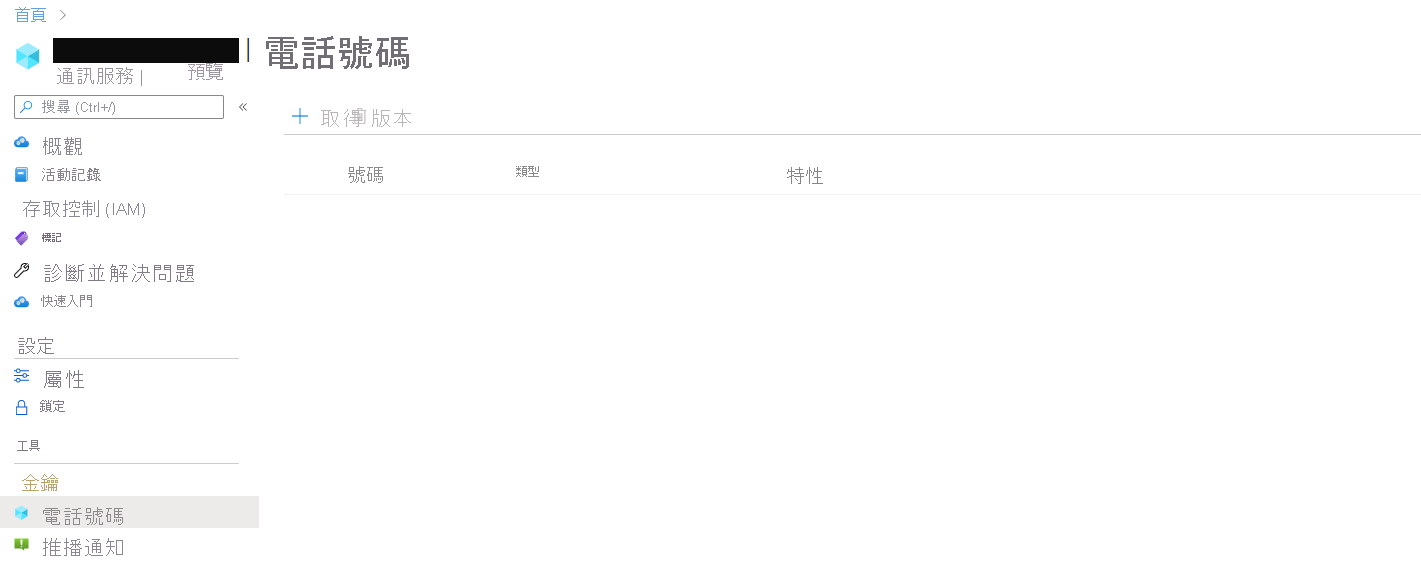 首頁 >
| 電話號碼
通訊服務 | 預覽
搜尋 (Ctrl+/) «
+ 取得 版本
號碼 類型 特性
概觀
活動記錄
存取控制 (IAM)
標記
診斷並解決問題
快速入門
設定
屬性
鎖定
工具
金鑰
電話號碼
推播通知